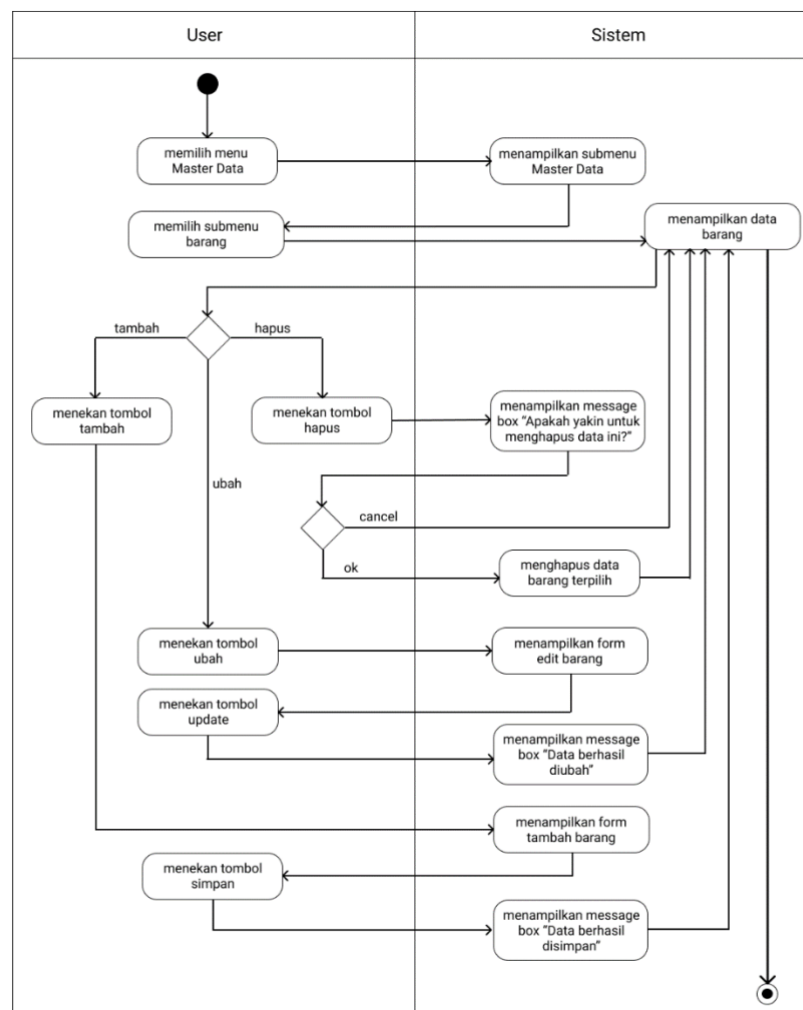 User
Sistem
memilih menu
Master Data
menampilkan submenu
Master Data
memilih submenu
barang
menampilkan data
barang
tambah
hapus
menekan tombol
tambah
menekan tombol
hapus
menampilkan message
box “Apakah yakin untuk
menghapus data ini?”
ubah
cancel
ok
menghapus data
barang terpilih
menekan tombol
ubah
menampilkan form
edit barang
menekan tombol
update
menampilkan message
box “Data berhasil
diubah”
menampilkan form
tambah barang
menekan tombol
simpan
menampilkan message
box “Data berhasil
disimpan”